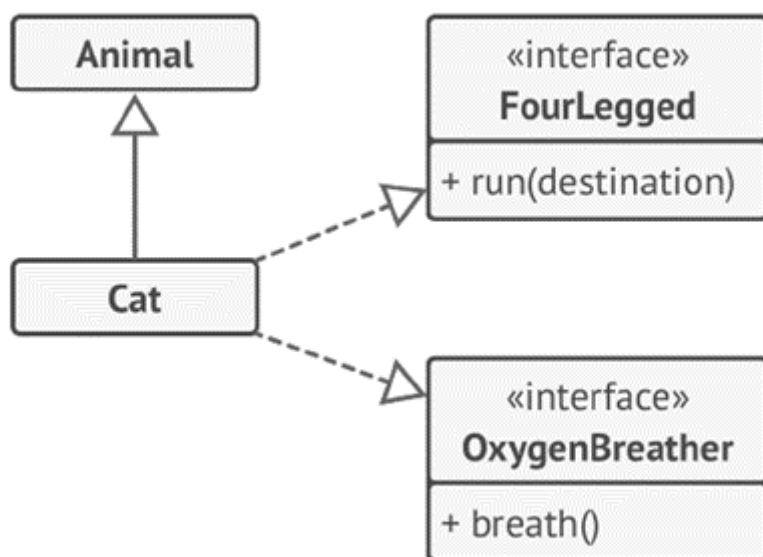 Animal
«interface»
FourLegged
+ run(destination)
Cat
«interface»
OxygenBreather
+ breath()